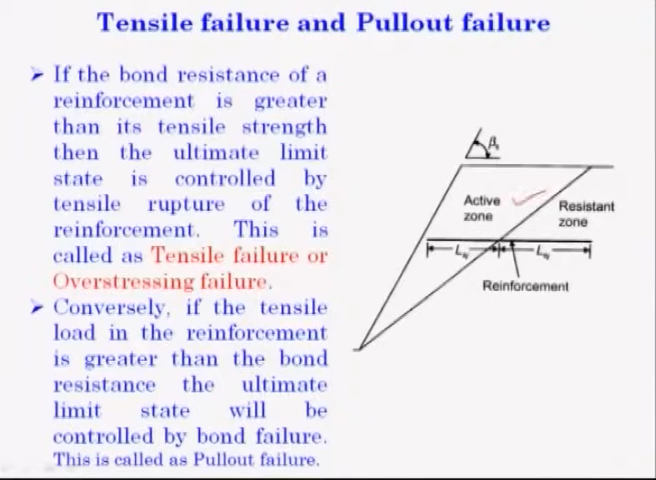 Tensile failure and Pullout failure
If the bond resistance of a
reinforcement is greater
than its tensile strength
then the ultimate limit
state is controlled by
tensile rupture of the
reinforcement. This is
called as Tensile failure or
Overstressing failure.
Conversely, if the tensile
load in the reinforcement
is greater than the bond
resistance the ultimate
limit state will be
controlled by bond failure.
This is called as Pullout failure.
βs
Active
zone
Resistant
zone
Reinforcement